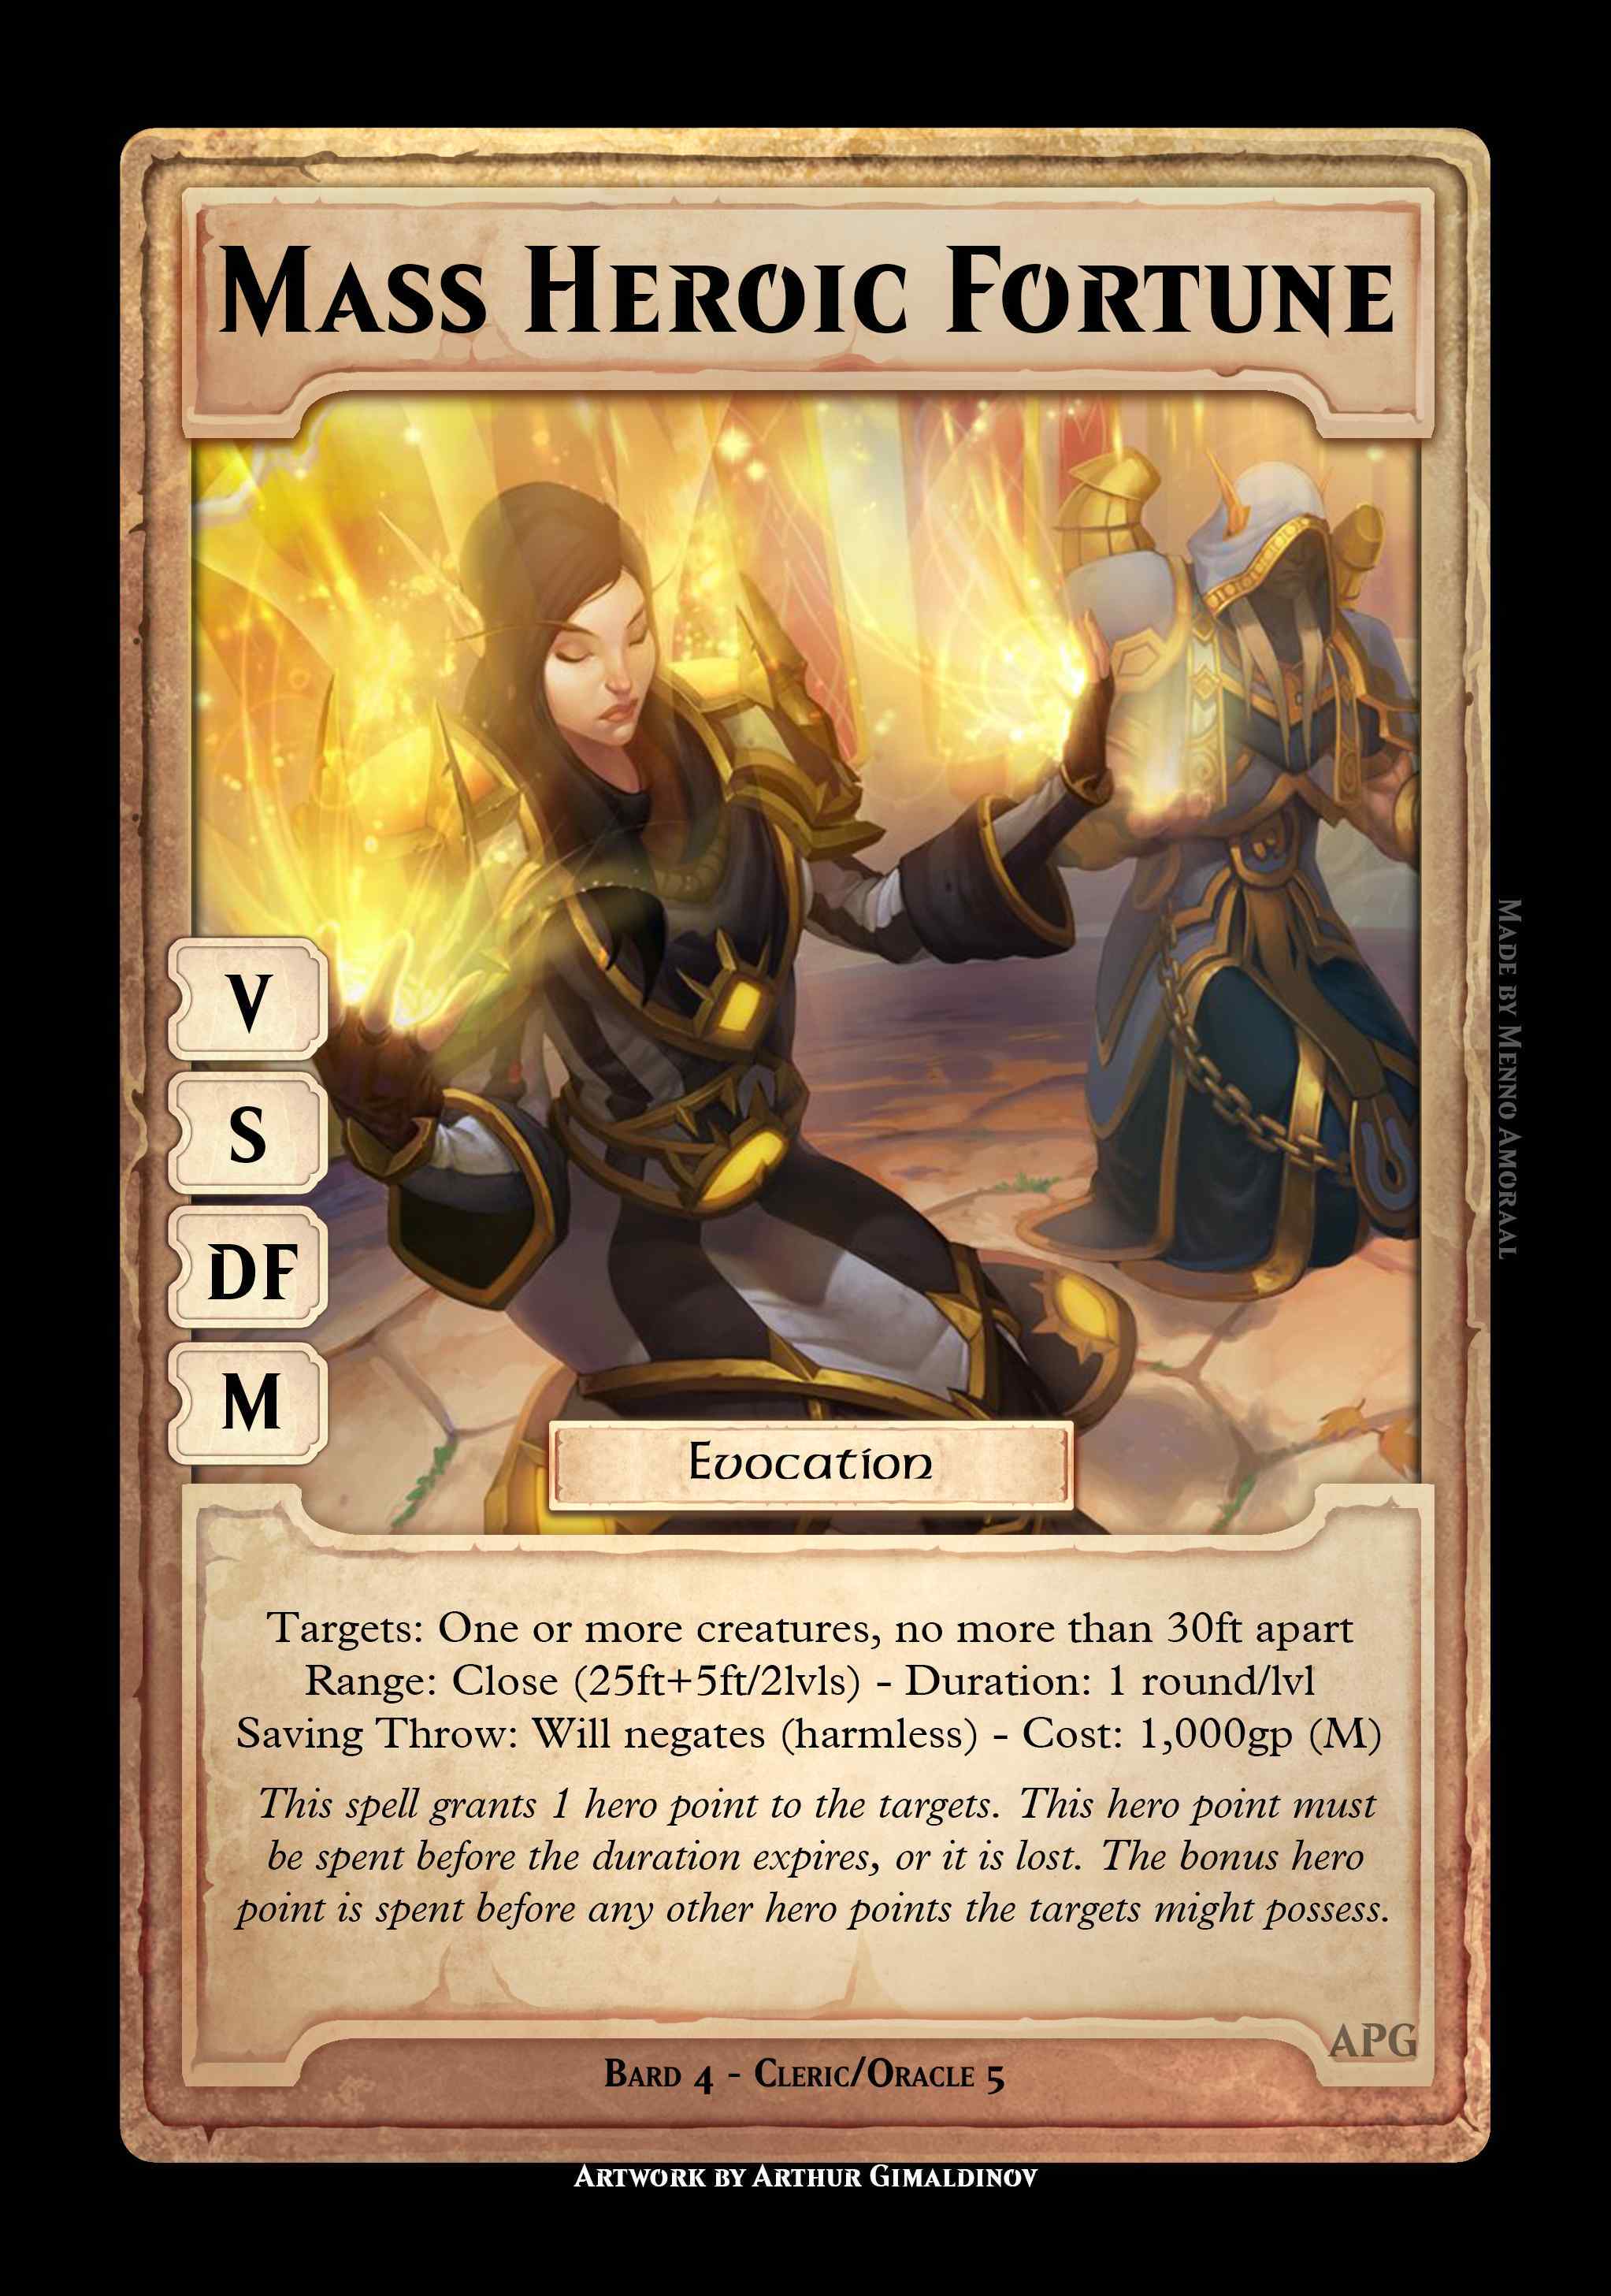 Mass Heroic Fortune
V
S
DF
M
Evocation
Targets: One or more creatures, no more than 30ft apart
Range: Close (25ft+5ft/2lvls) - Duration: 1 round/lvl
Saving Throw: Will negates (harmless) - Cost: 1,000gp (M)
This spell grants 1 hero point to the targets. This hero point must
be spent before the duration expires, or it is lost. The bonus hero
point is spent before any other hero points the targets might possess.
APG
Bard 4 - Cleric/Oracle 5
Artwork by Arthur Gimaldinov
Made by Menno Amoraal